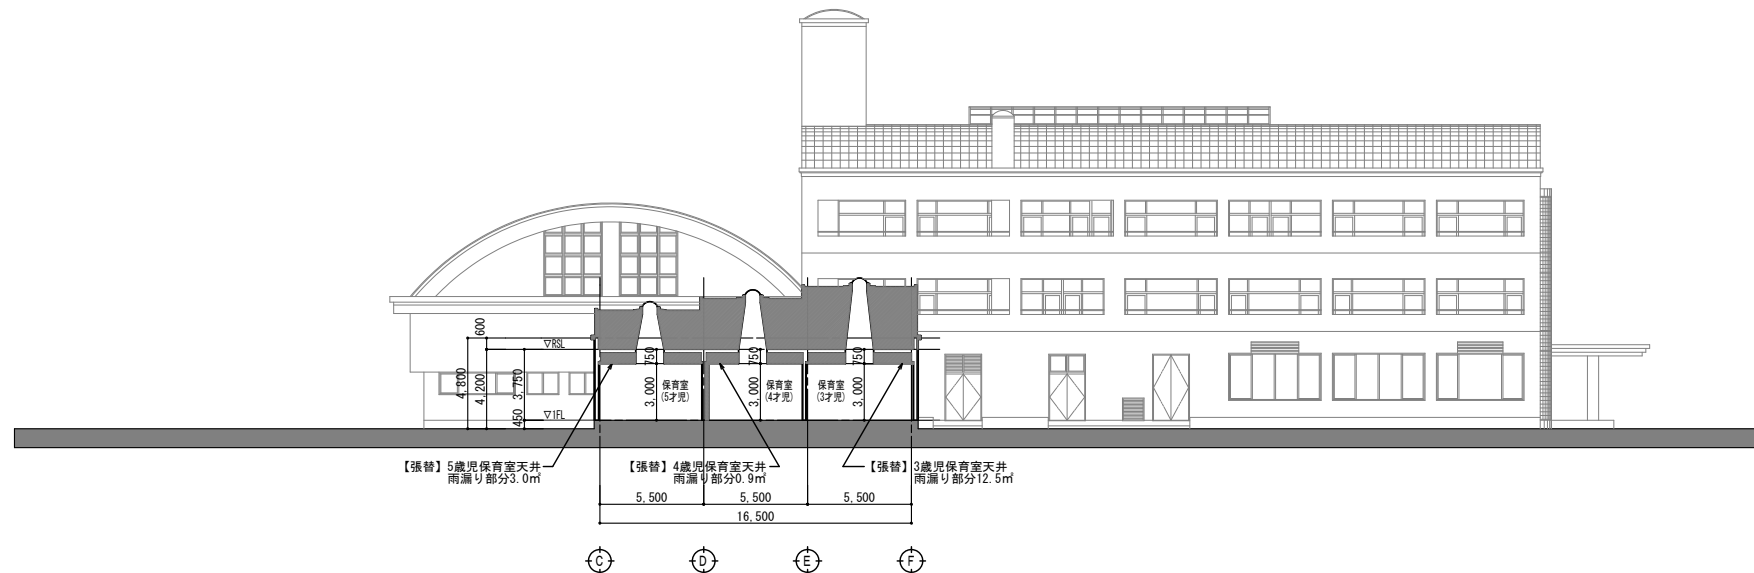 600
▽RSL
4,800
4,200
3,750
450
▽1FL
750
3,000
保育室
(5才児)
750
3,000
保育室
(4才児)
保育室
(3才児)
750
3,000
【張替】5歳児保育室天井
雨漏り部分3.0㎡
【張替】4歳児保育室天井
雨漏り部分0.9㎡
【張替】3歳児保育室天井
雨漏り部分12.5㎡
5,500
5,500
5,500
16,500
C
D
E
F